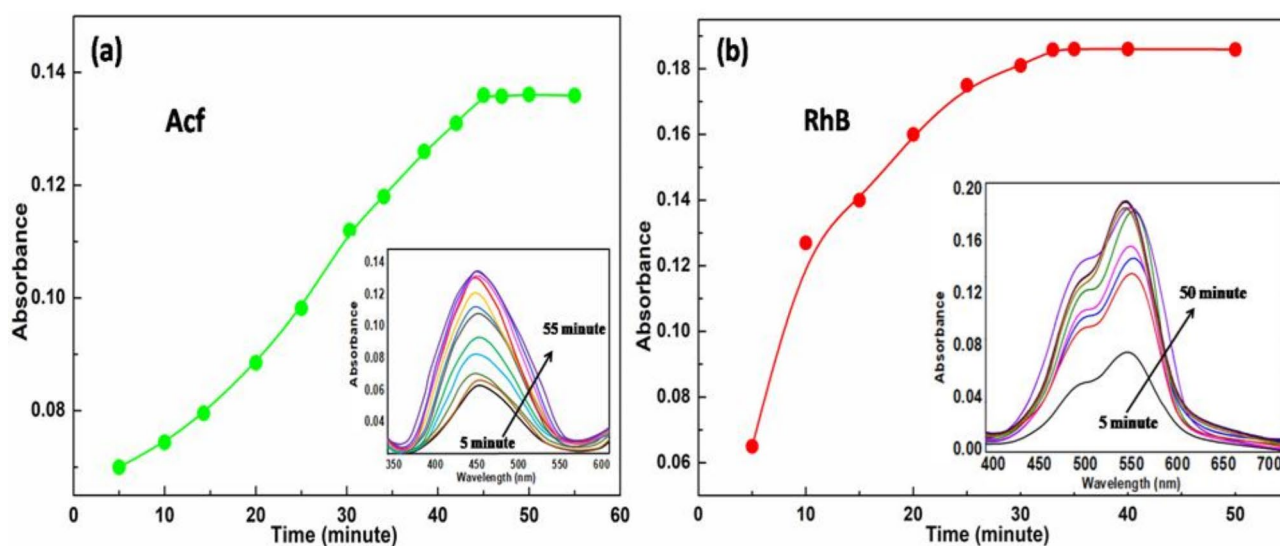 (a)
Acf
Absorbance
0.14
0.12
0.10
0.08
0 10 20 30 40 50 60
Time (minute)
Absorbance
0.14
0.13
0.11
0.10
0.08
0.06
0.04
55 minute
5 minute
350 400 450 500 550 600
Wavelength (nm)
(b)
RhB
Absorbance
0.18
0.16
0.14
0.12
0.10
0.08
0.06
0 10 20 30 40 50
Time (minute)
Absorbance
0.20
0.16
0.12
0.08
0.04
0.00
50 minute
5 minute
400 450 500 550 600 650 700
Wavelength (nm)